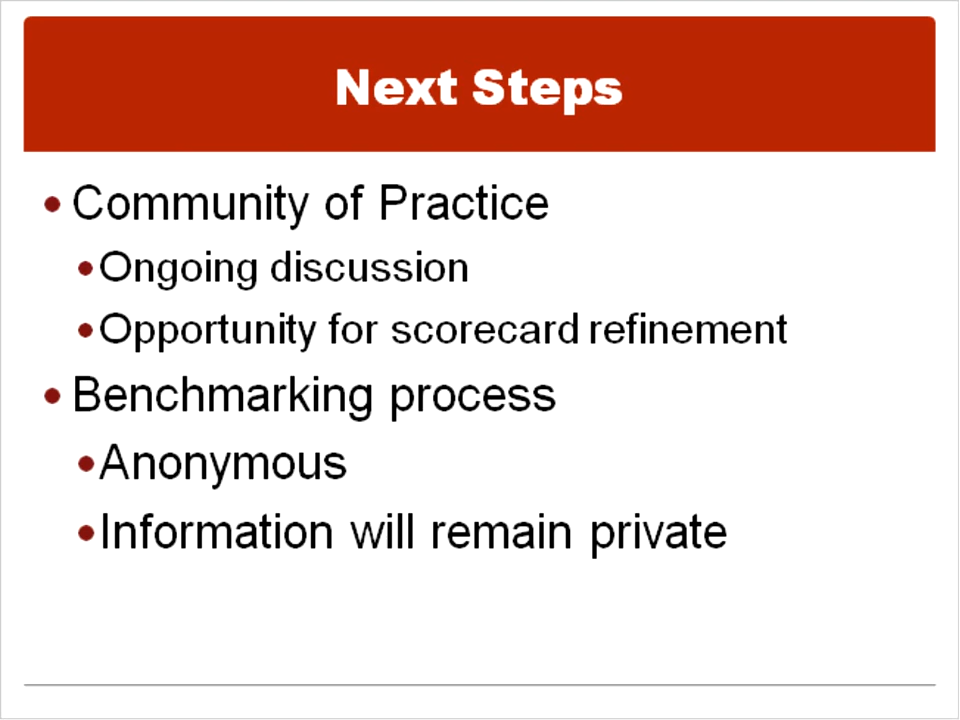 Next Steps
Community of Practice
Ongoing discussion
Opportunity for scorecard refinement
Benchmarking process
Anonymous
Information will remain private